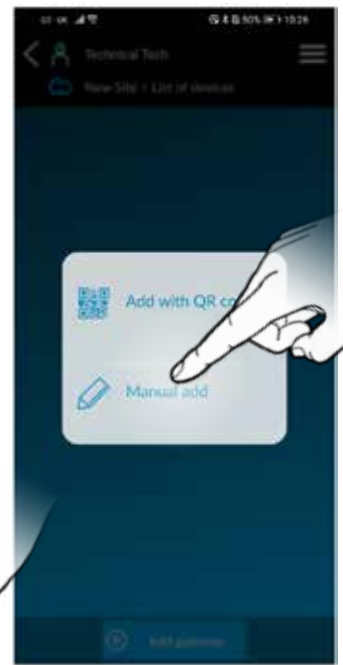 Technical Tech
New Site > List of devices
Add with QR co
Manual add
Add gateway